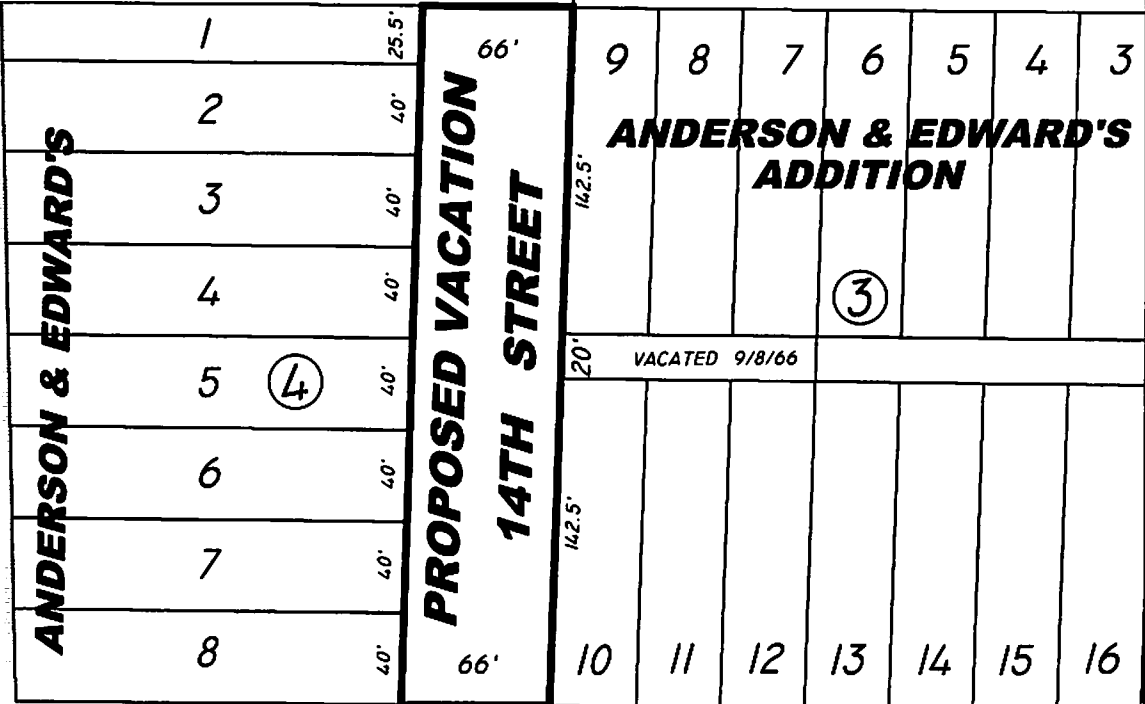 1
25.5'
2
40'
3
40'
4
40'
5
4
40'
6
40'
7
40'
8
40'
ANDERSON & EDWARD'S
66'
PROPOSED VACATION
14TH STREET
66'
9 8 7 6 5 4 3
ANDERSON & EDWARD'S
ADDITION
142.5'
3
20'
VACATED 9/8/66
142.5'
10 11 12 13 14 15 16